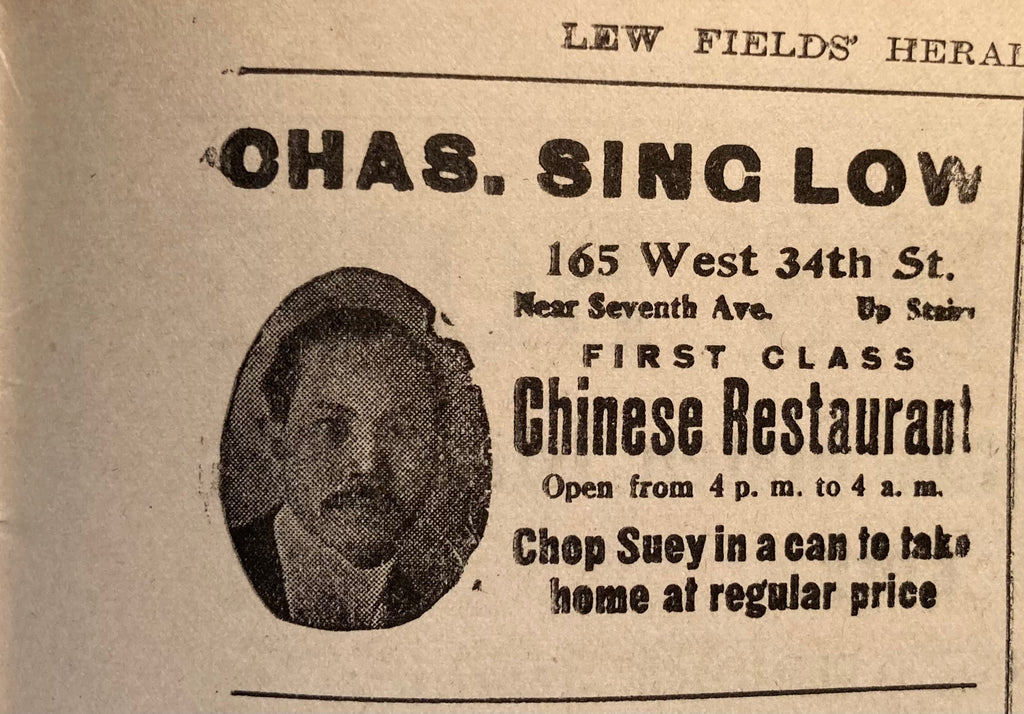 LEW FIELDS' HERAL
CHAS. SING LOW
165 West 34th St.
Near Seventh Ave. Up Stairs
FIRST CLASS
Chinese Restaurant
Open from 4 p. m. to 4 a. m.
Chop Suey in a can to take
home at regular price